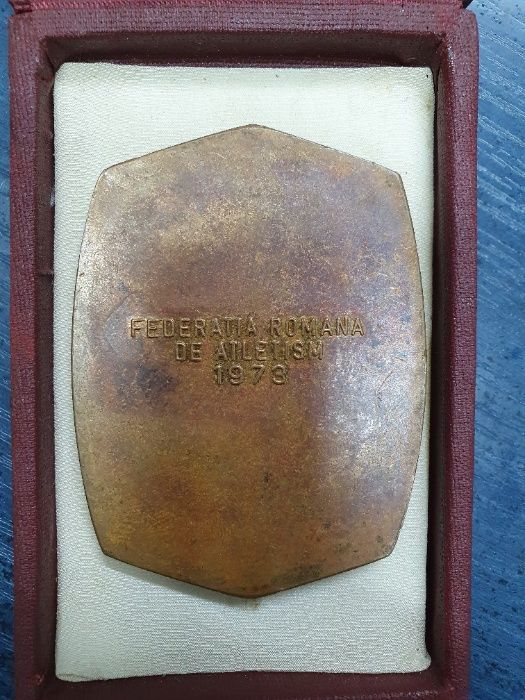 FEDERATIA ROMANA
DE ATLETISM
1973